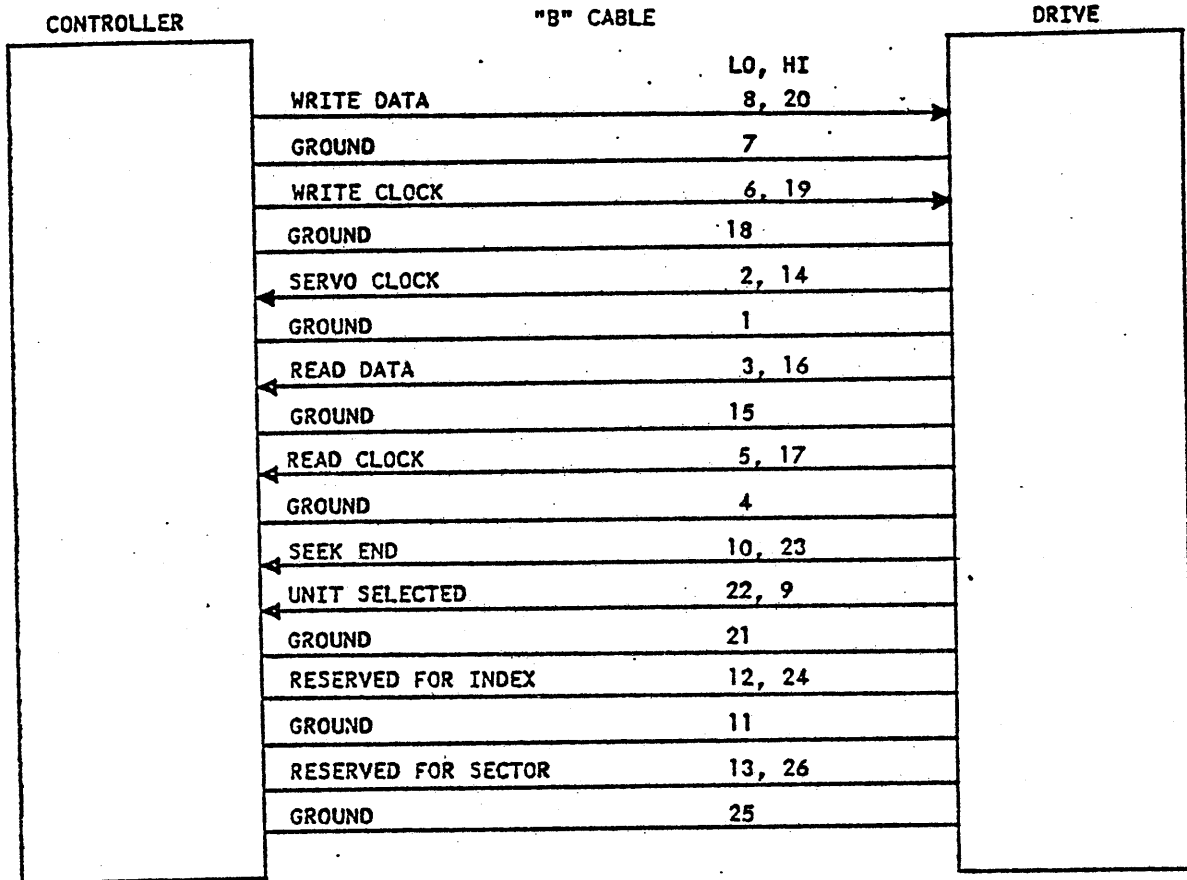 CONTROLLER "B" CABLE DRIVE
LO, HI
WRITE DATA 8, 20
GROUND 7
WRITE CLOCK 6, 19
GROUND 18
SERVO CLOCK 2, 14
GROUND 1
READ DATA 3, 16
GROUND 15
READ CLOCK 5, 17
GROUND 4
SEEK END 10, 23
UNIT SELECTED 22, 9
GROUND 21
RESERVED FOR INDEX 12, 24
GROUND 11
RESERVED FOR SECTOR 13, 26
GROUND 25